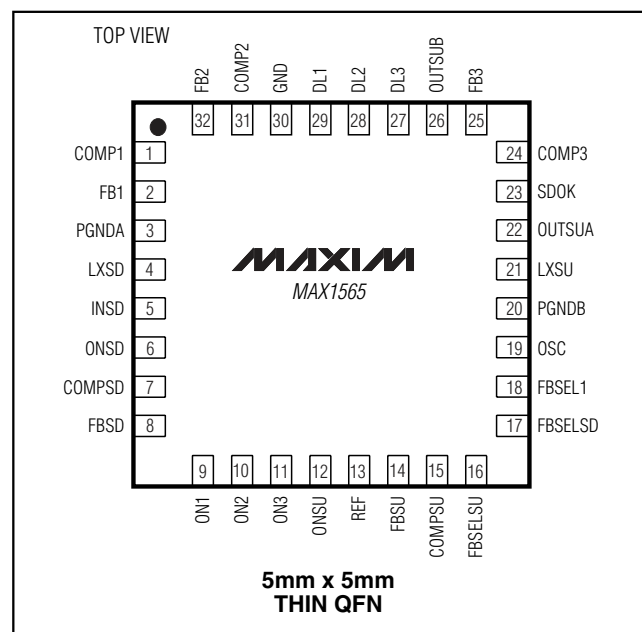 TOP VIEW
FB2
COMP2
GND
DL1
DL2
DL3
OUTSUB
FB3
32 31 30 29 28 27 26 25
COMP1 1
FB1 2
PGNDA 3
LXSD 4
INSD 5
ONSD 6
COMPSD 7
FBSD 8
24 COMP3
23 SDOK
22 OUTSUA
21 LXSU
20 PGNDB
19 OSC
18 FBSEL1
17 FBSELSD
MAXIM
MAX1565
9 10 11 12 13 14 15 16
ON1
ON2
ON3
ONSU
REF
FBSU
COMPSU
FBSELSU
5mm x 5mm
THIN QFN